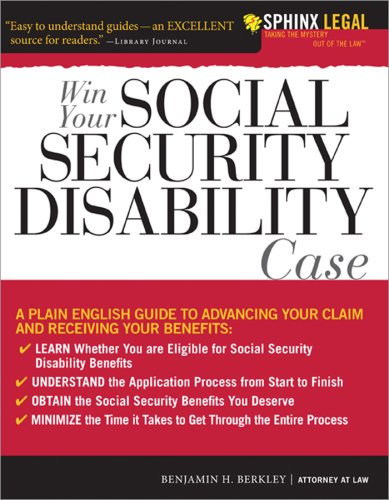 "Easy to understand guides—an EXCELLENT
source for readers." —LIBRARY JOURNAL
SPHINX LEGAL
TAKING THE MYSTERY
OUT OF THE LAW™
Win
Your
SOCIAL
SECURITY
DISABILITY
Case
A PLAIN ENGLISH GUIDE TO ADVANCING YOUR CLAIM
AND RECEIVING YOUR BENEFITS:
✔ LEARN Whether You are Eligible for Social Security
Disability Benefits
✔ UNDERSTAND the Application Process from Start to Finish
✔ OBTAIN the Social Security Benefits You Deserve
✔ MINIMIZE the Time it Takes to Get Through the Entire Process
BENJAMIN H. BERKLEY | ATTORNEY AT LAW